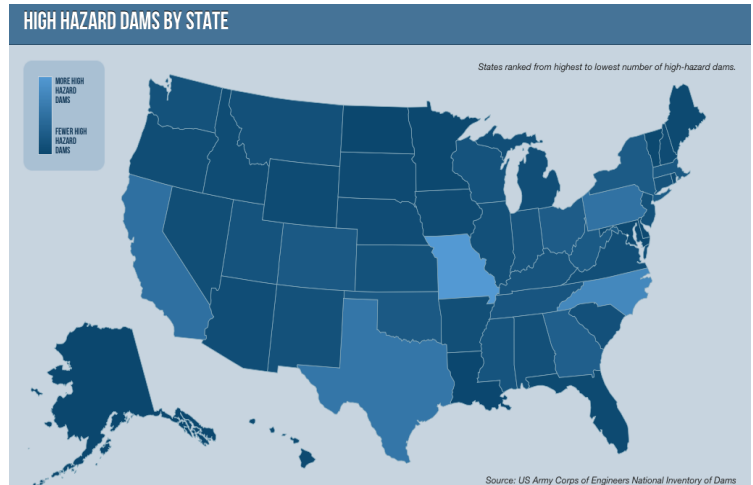 HIGH HAZARD DAMS BY STATE
States ranked from highest to lowest number of high-hazard dams.
MORE HIGH
HAZARD
DAMS
FEWER HIGH
HAZARD
DAMS
Source: US Army Corps of Engineers National Inventory of Dams